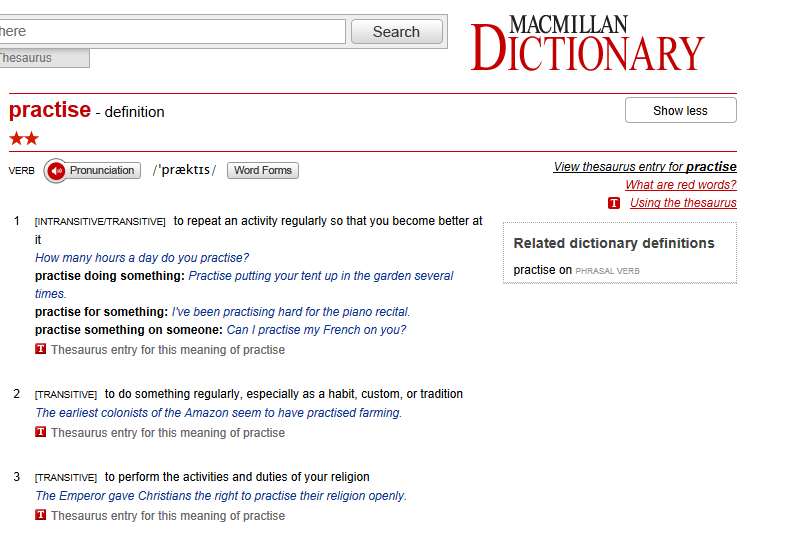 here
Search
MACMILLAN
DICTIONARY
Thesaurus
practise - definition
Show less
★★
VERB Pronunciation /ˈpræktɪs/ Word Forms
View thesaurus entry for practise
What are red words?
T Using the thesaurus
Related dictionary definitions
practise on PHRASAL VERB
1 [INTRANSITIVE/TRANSITIVE] to repeat an activity regularly so that you become better at
it
How many hours a day do you practise?
practise doing something: Practise putting your tent up in the garden several
times.
practise for something: I've been practising hard for the piano recital.
practise something on someone: Can I practise my French on you?
T Thesaurus entry for this meaning of practise
2 [TRANSITIVE] to do something regularly, especially as a habit, custom, or tradition
The earliest colonists of the Amazon seem to have practised farming.
T Thesaurus entry for this meaning of practise
3 [TRANSITIVE] to perform the activities and duties of your religion
The Emperor gave Christians the right to practise their religion openly.
T Thesaurus entry for this meaning of practise